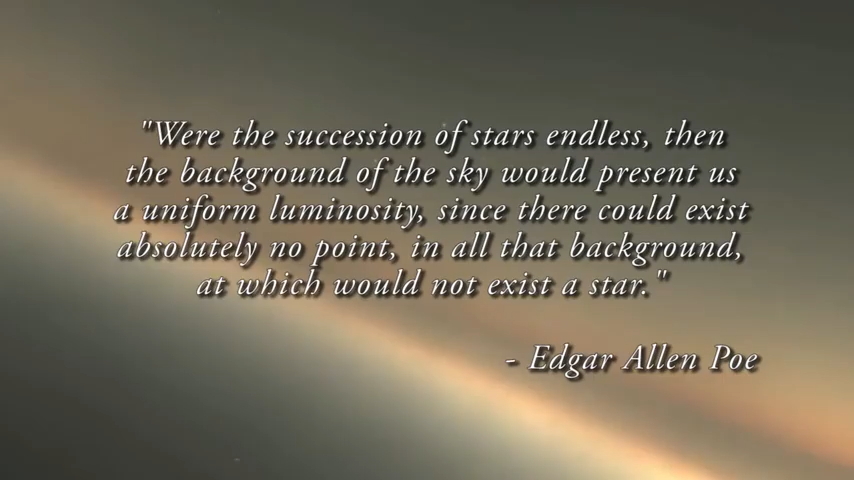 "Were the succession of stars endless, then
the background of the sky would present us
a uniform luminosity, since there could exist
absolutely no point, in all that background,
at which would not exist a star."
- Edgar Allen Poe